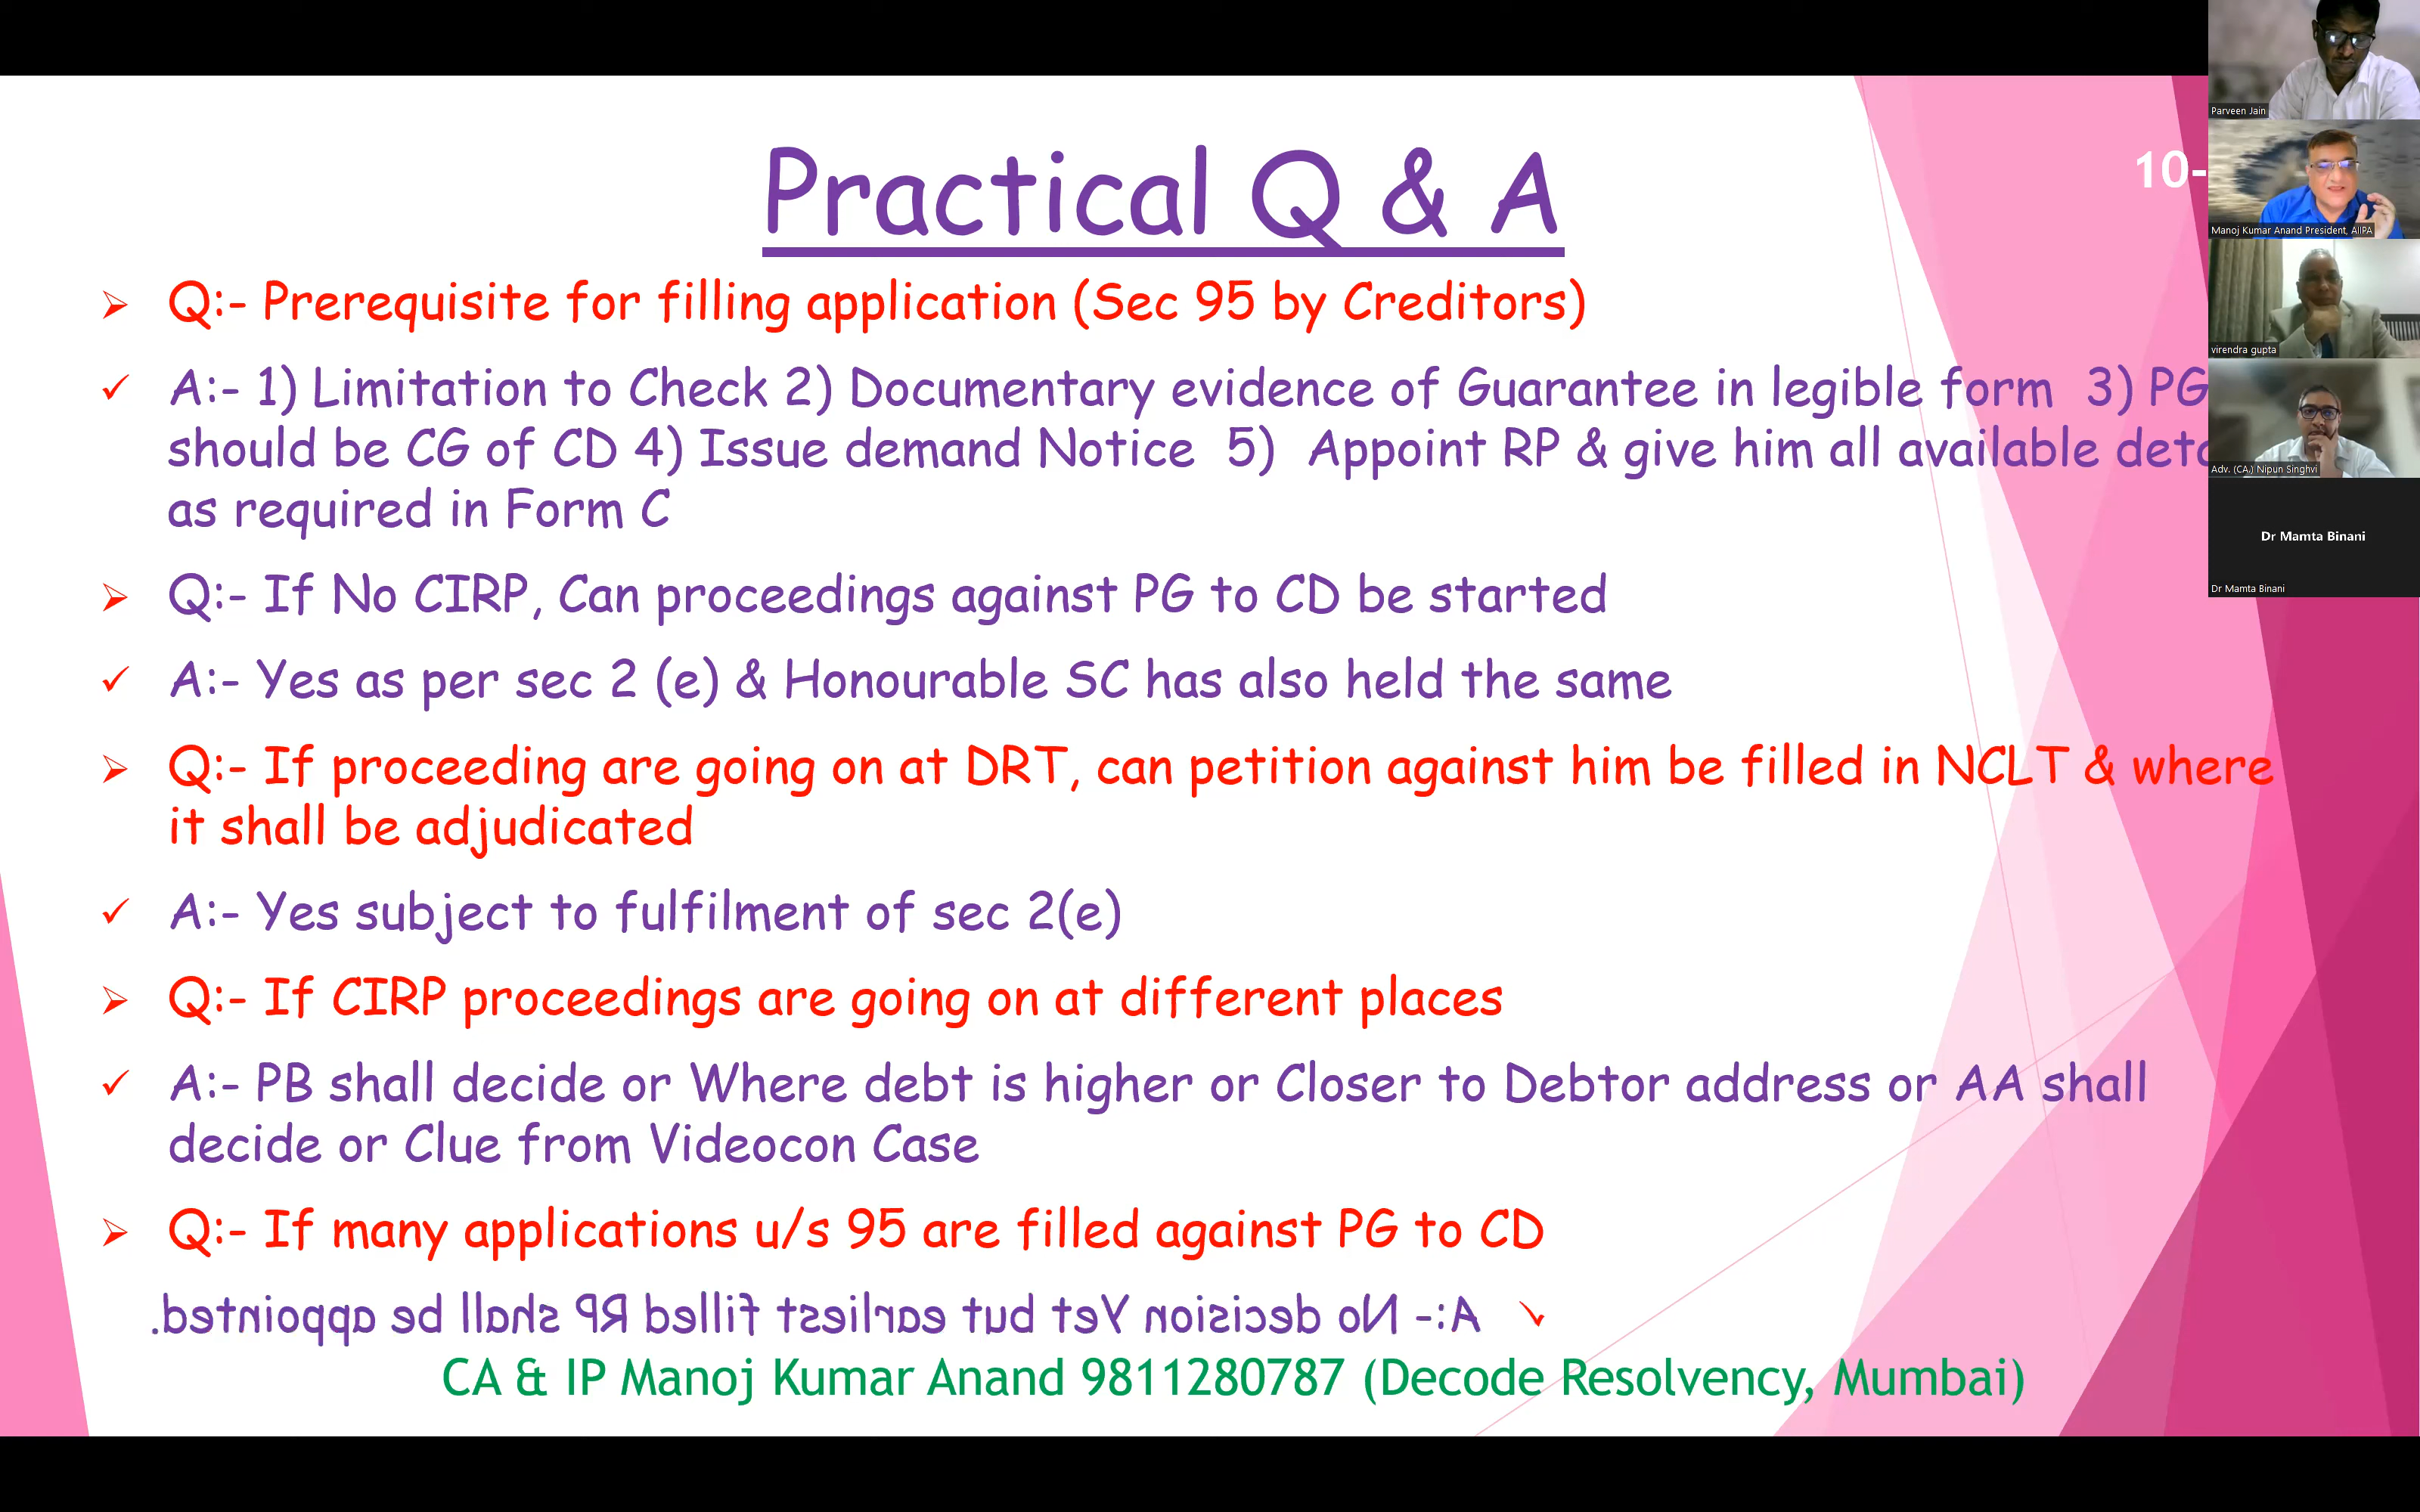 Practical Q & A
10-
Q:- Prerequisite for filling application (Sec 95 by Creditors)
A:- 1) Limitation to Check 2) Documentary evidence of Guarantee in legible form 3) PG
should be CG of CD 4) Issue demand Notice 5) Appoint RP & give him all available
as required in Form C
Q:- If No CIRP, Can proceedings against PG to CD be started
A:- Yes as per sec 2 (e) & Honourable SC has also held the same
Q:- If proceeding are going on at DRT, can petition against him be filled in NCLT & where
it shall be adjudicated
A:- Yes subject to fulfilment of sec 2(e)
Q:- If CIRP proceedings are going on at different places
A:- PB shall decide or Where debt is higher or Closer to Debtor address or AA shall
decide or Clue from Videocon Case
Q:- If many applications u/s 95 are filled against PG to CD
A:- No decision Yet but earliest filled RP shall be appointed.
CA & IP Manoj Kumar Anand 9811280787 (Decode Resolvency, Mumbai)
Parveen Jain
Manoj Kumar Anand President, AIIPA
virendra gupta
Adv. (CA.) Nipun Singhvi
Dr Mamta Binani
Dr Mamta Binani